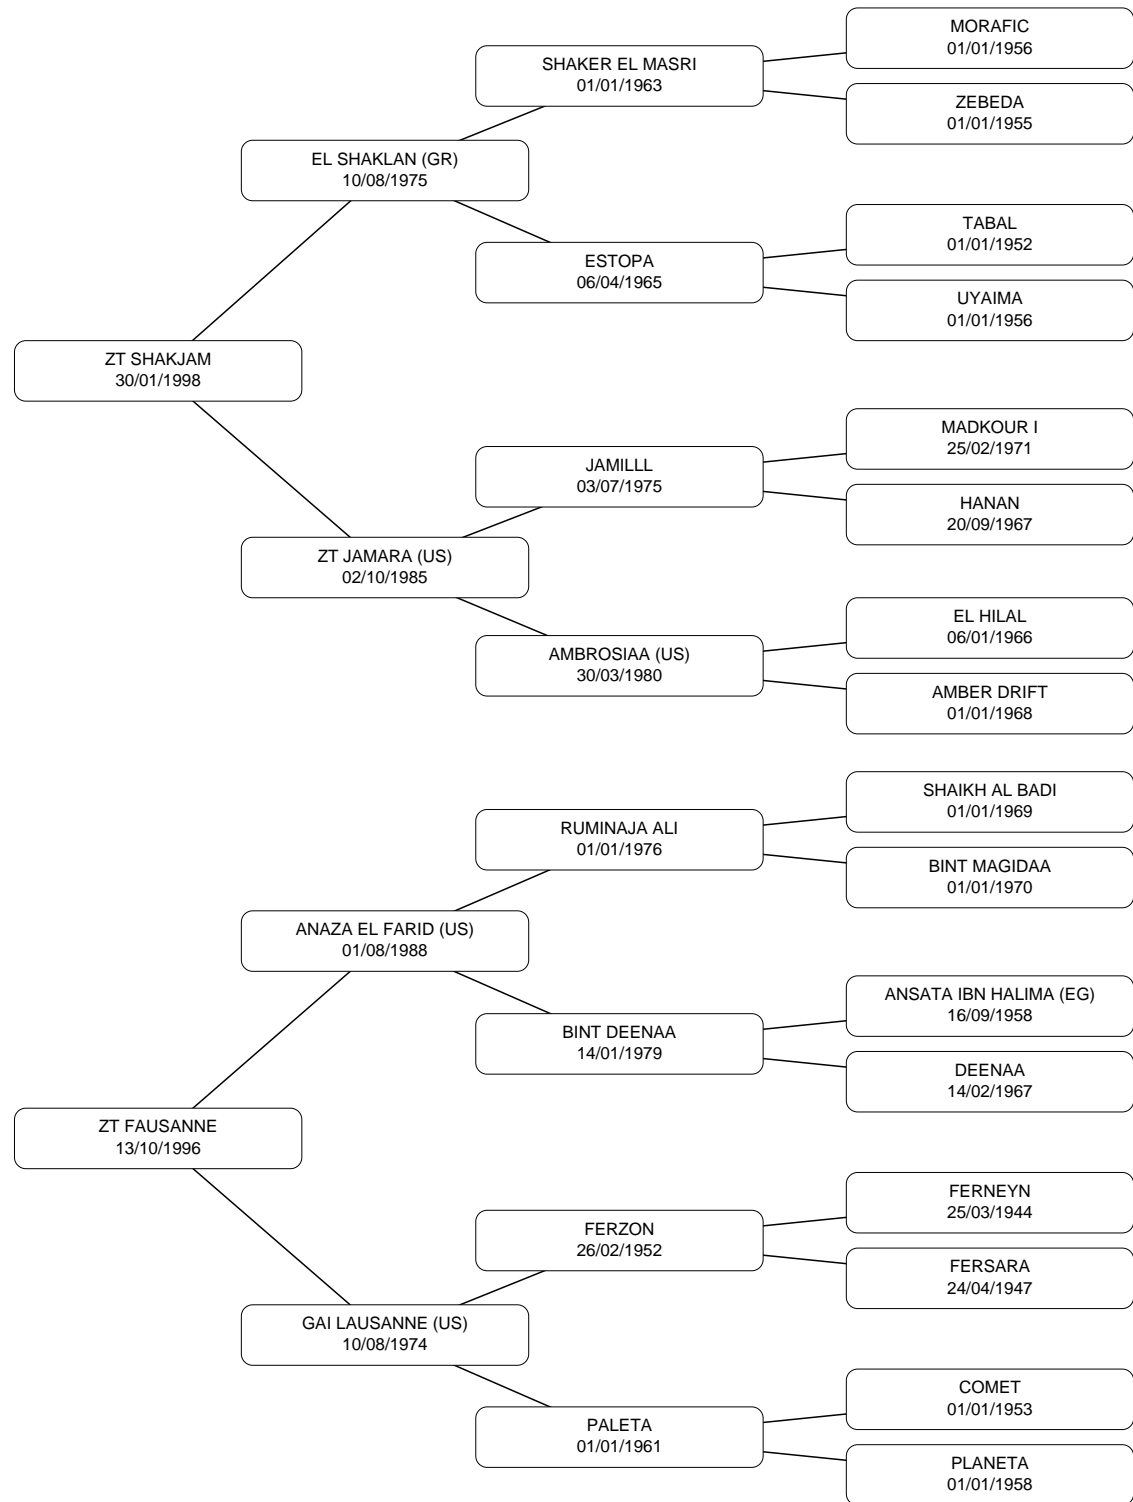 MORAFIC
01/01/1956
SHAKER EL MASRI
01/01/1963
ZEBEDA
01/01/1955
EL SHAKLAN (GR)
10/08/1975
TABAL
01/01/1952
ESTOPA
06/04/1965
UYAIMA
01/01/1956
ZT SHAKJAM
30/01/1998
MADKOUR I
25/02/1971
JAMILLL
03/07/1975
HANAN
20/09/1967
ZT JAMARA (US)
02/10/1985
EL HILAL
06/01/1966
AMBROSIAA (US)
30/03/1980
AMBER DRIFT
01/01/1968
SHAIKH AL BADI
01/01/1969
RUMINAJA ALI
01/01/1976
BINT MAGIDAA
01/01/1970
ANAZA EL FARID (US)
01/08/1988
ANSATA IBN HALIMA (EG)
16/09/1958
BINT DEENAA
14/01/1979
DEENAA
14/02/1967
ZT FAUSANNE
13/10/1996
FERNEYN
25/03/1944
FERZON
26/02/1952
FERSARA
24/04/1947
GAI LAUSANNE (US)
10/08/1974
COMET
01/01/1953
PALETA
01/01/1961
PLANETA
01/01/1958